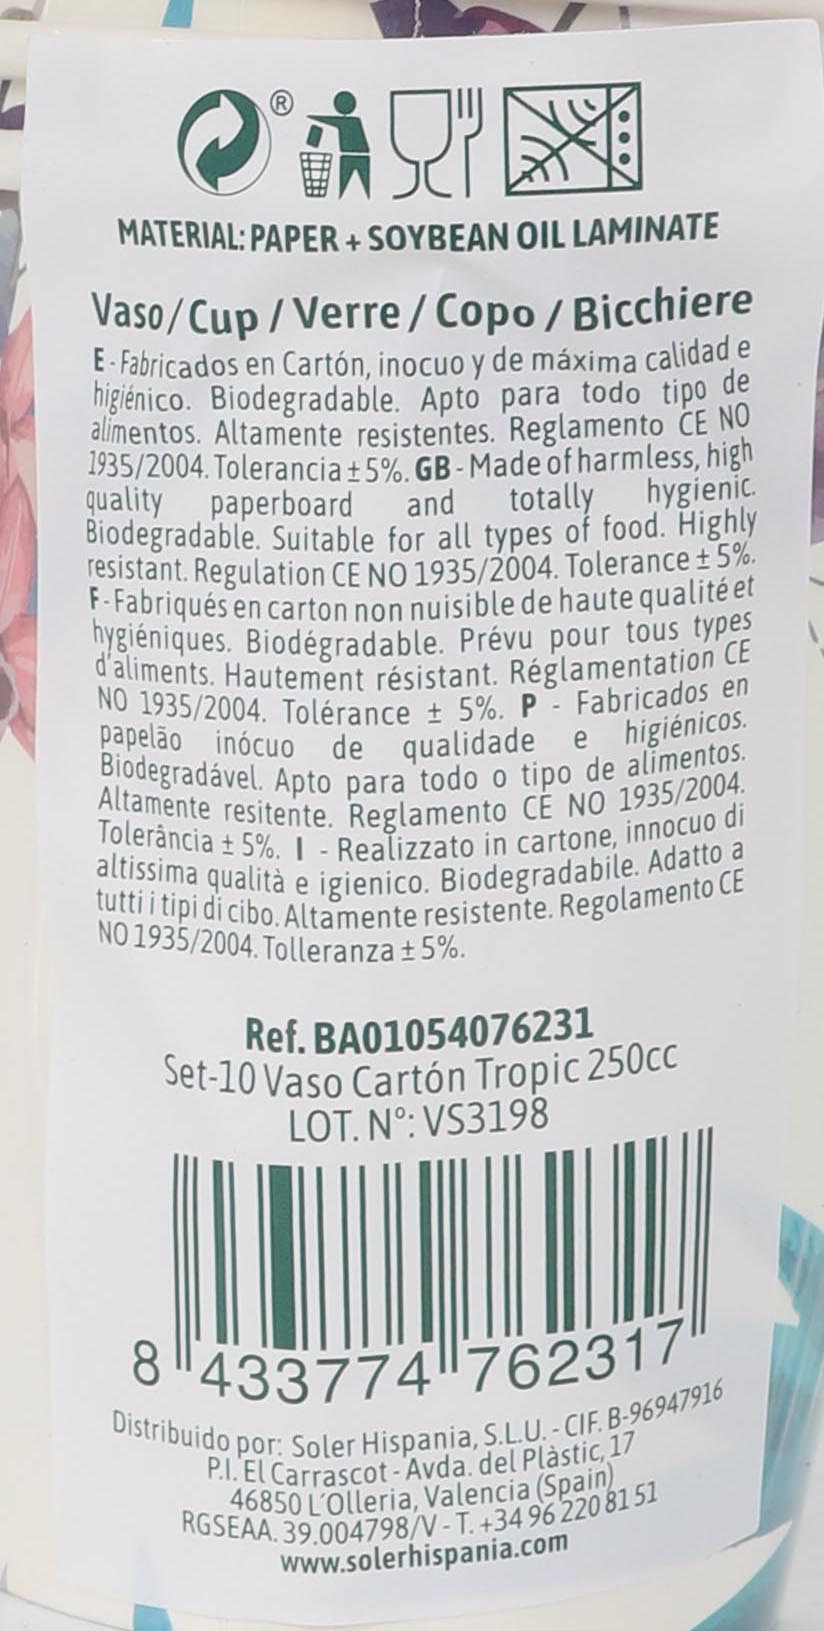 ®
MATERIAL: PAPER + SOYBEAN OIL LAMINATE
Vaso/Cup / Verre / Copo / Bicchiere
E - Fabricados en Cartón, inocuo y de máxima calidad e
higiénico. Biodegradable. Apto para todo tipo de
alimentos. Altamente resistentes. Reglamento CE NO
1935/2004. Tolerancia ± 5%. GB - Made of harmless, high
quality paperboard and totally hygienic.
Biodegradable. Suitable for all types of food. Highly
resistant. Regulation CE NO 1935/2004. Tolerance ± 5%.
F - Fabriqués en carton non nuisible de haute qualité et
hygiéniques. Biodégradable. Prévu pour tous types
d'aliments. Hautement résistant. Réglamentation CE
NO 1935/2004. Tolérance ± 5%. P - Fabricados en
papelão inócuo de qualidade e higiénicos.
Biodegradável. Apto para todo o tipo de alimentos.
Altamente resitente. Reglamento CE NO 1935/2004.
Tolerância ± 5%. I - Realizzato in cartone, innocuo di
altissima qualità e igienico. Biodegradabile. Adatto a
tutti i tipi di cibo. Altamente resistente. Regolamento CE
NO 1935/2004. Tolleranza ± 5%.
Ref. BA01054076231
Set-10 Vaso Cartón Tropic 250cc
LOT. Nº: VS3198
8 433774 762317
Distribuido por: Soler Hispania, S.L.U. - CIF. B-96947916
P.I. El Carrascot - Avda. del Plàstic, 17
46850 L´Olleria, Valencia (Spain)
RGSEAA. 39.004798/V - T. +34 96 220 81 51
www.solerhispania.com